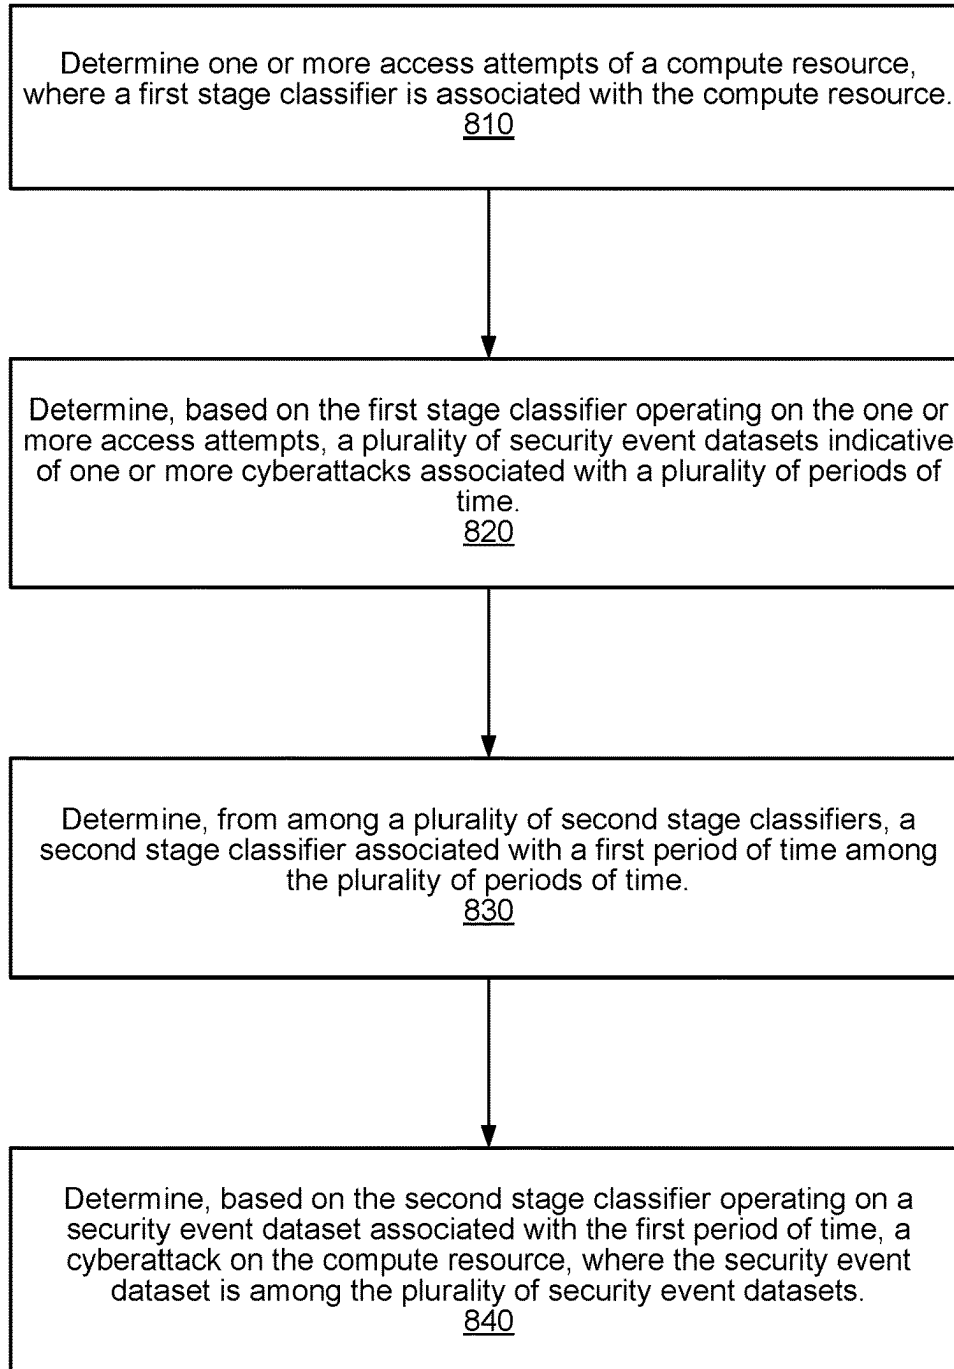 Determine one or more access attempts of a compute resource,
where a first stage classifier is associated with the compute resource.
810
Determine, based on the first stage classifier operating on the one or
more access attempts, a plurality of security event datasets indicative
of one or more cyberattacks associated with a plurality of periods of
time.
820
Determine, from among a plurality of second stage classifiers, a
second stage classifier associated with a first period of time among
the plurality of periods of time.
830
Determine, based on the second stage classifier operating on a
security event dataset associated with the first period of time, a
cyberattack on the compute resource, where the security event
dataset is among the plurality of security event datasets.
840